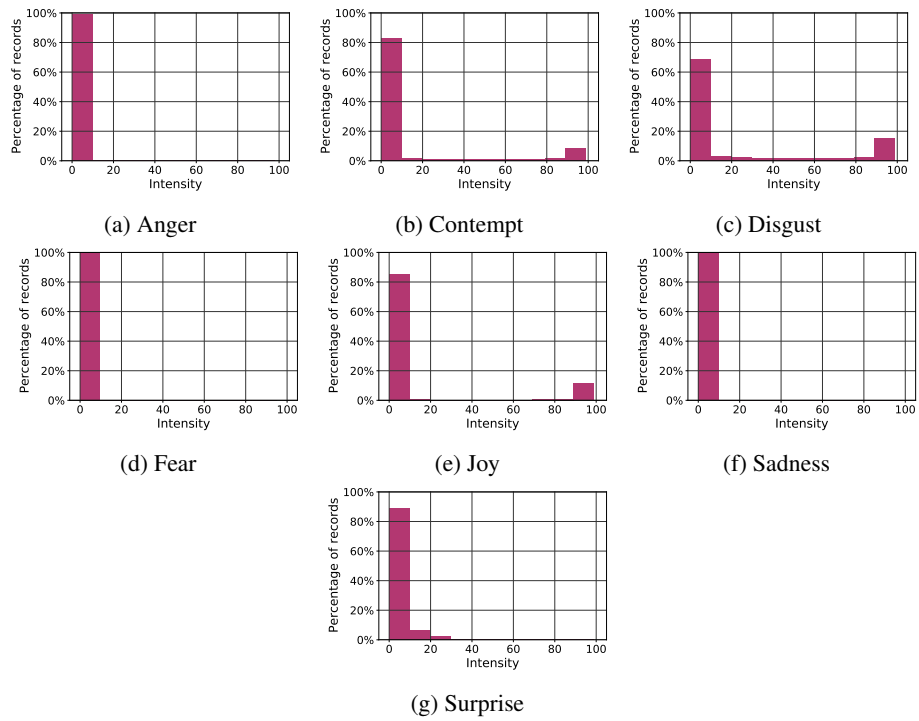 100%
80%
60%
40%
20%
0%
Percentage of records
0 20 40 60 80 100
Intensity
(a) Anger
100%
80%
60%
40%
20%
0%
Percentage of records
0 20 40 60 80 100
Intensity
(b) Contempt
100%
80%
60%
40%
20%
0%
Percentage of records
0 20 40 60 80 100
Intensity
(c) Disgust
100%
80%
60%
40%
20%
0%
Percentage of records
0 20 40 60 80 100
Intensity
(d) Fear
100%
80%
60%
40%
20%
0%
Percentage of records
0 20 40 60 80 100
Intensity
(e) Joy
100%
80%
60%
40%
20%
0%
Percentage of records
0 20 40 60 80 100
Intensity
(f) Sadness
100%
80%
60%
40%
20%
0%
Percentage of records
0 20 40 60 80 100
Intensity
(g) Surprise